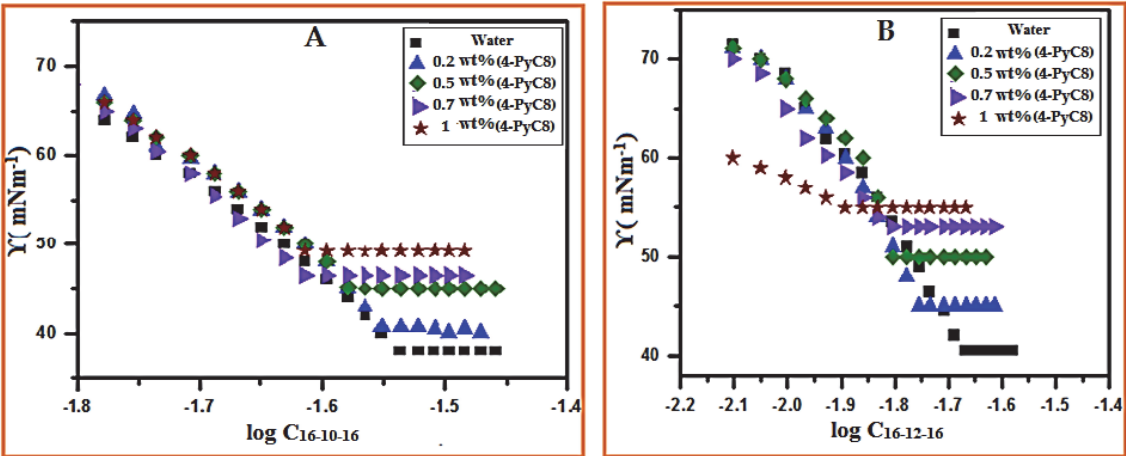 A
Water
0.2 wt% (4-PyC8)
0.5 wt% (4-PyC8)
0.7 wt% (4-PyC8)
1 wt% (4-PyC8)
70
60
50
40
ϒ( mNm-1)
-1.8 -1.7 -1.6 -1.5 -1.4
log C16-10-16
B
Water
0.2 wt% (4-PyC8)
0.5 wt% (4-PyC8)
0.7 wt% (4-PyC8)
1 wt% (4-PyC8)
70
60
50
40
ϒ( mNm-1)
-2.2 -2.1 -2.0 -1.9 -1.8 -1.7 -1.6 -1.5 -1.4
log C16-12-16